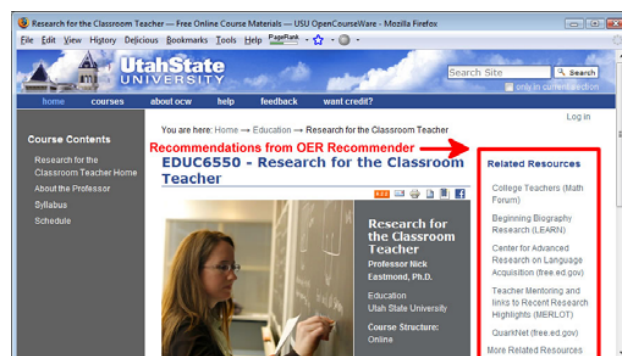 Research for the Classroom Teacher — Free Online Course Materials — USU OpenCourseWare - Mozilla Firefox
File Edit View History Delicious Bookmarks Tools Help PageRank
UtahState
UNIVERSITY
Search Site Search
only in current section
home courses about ocw help feedback want credit?
Log in
You are here: Home → Education → Research for the Classroom Teacher
Recommendations from OER Recommender
Course Contents
Research for the
Classroom Teacher Home
About the Professor
Syllabus
Schedule
EDUC6550 - Research for the Classroom
Teacher
Research for
the Classroom
Teacher
Professor Nick
Eastmond, Ph.D.
Education
Utah State University
Course Structure:
Online
Related Resources
College Teachers (Math
Forum)
Beginning Biography
Research (LEARN)
Center for Advanced
Research on Language
Acquisition (free.ed.gov)
Teacher Mentoring and
links to Recent Research
Highlights (MERLOT)
QuarkNet (free.ed.gov)
More Related Resources